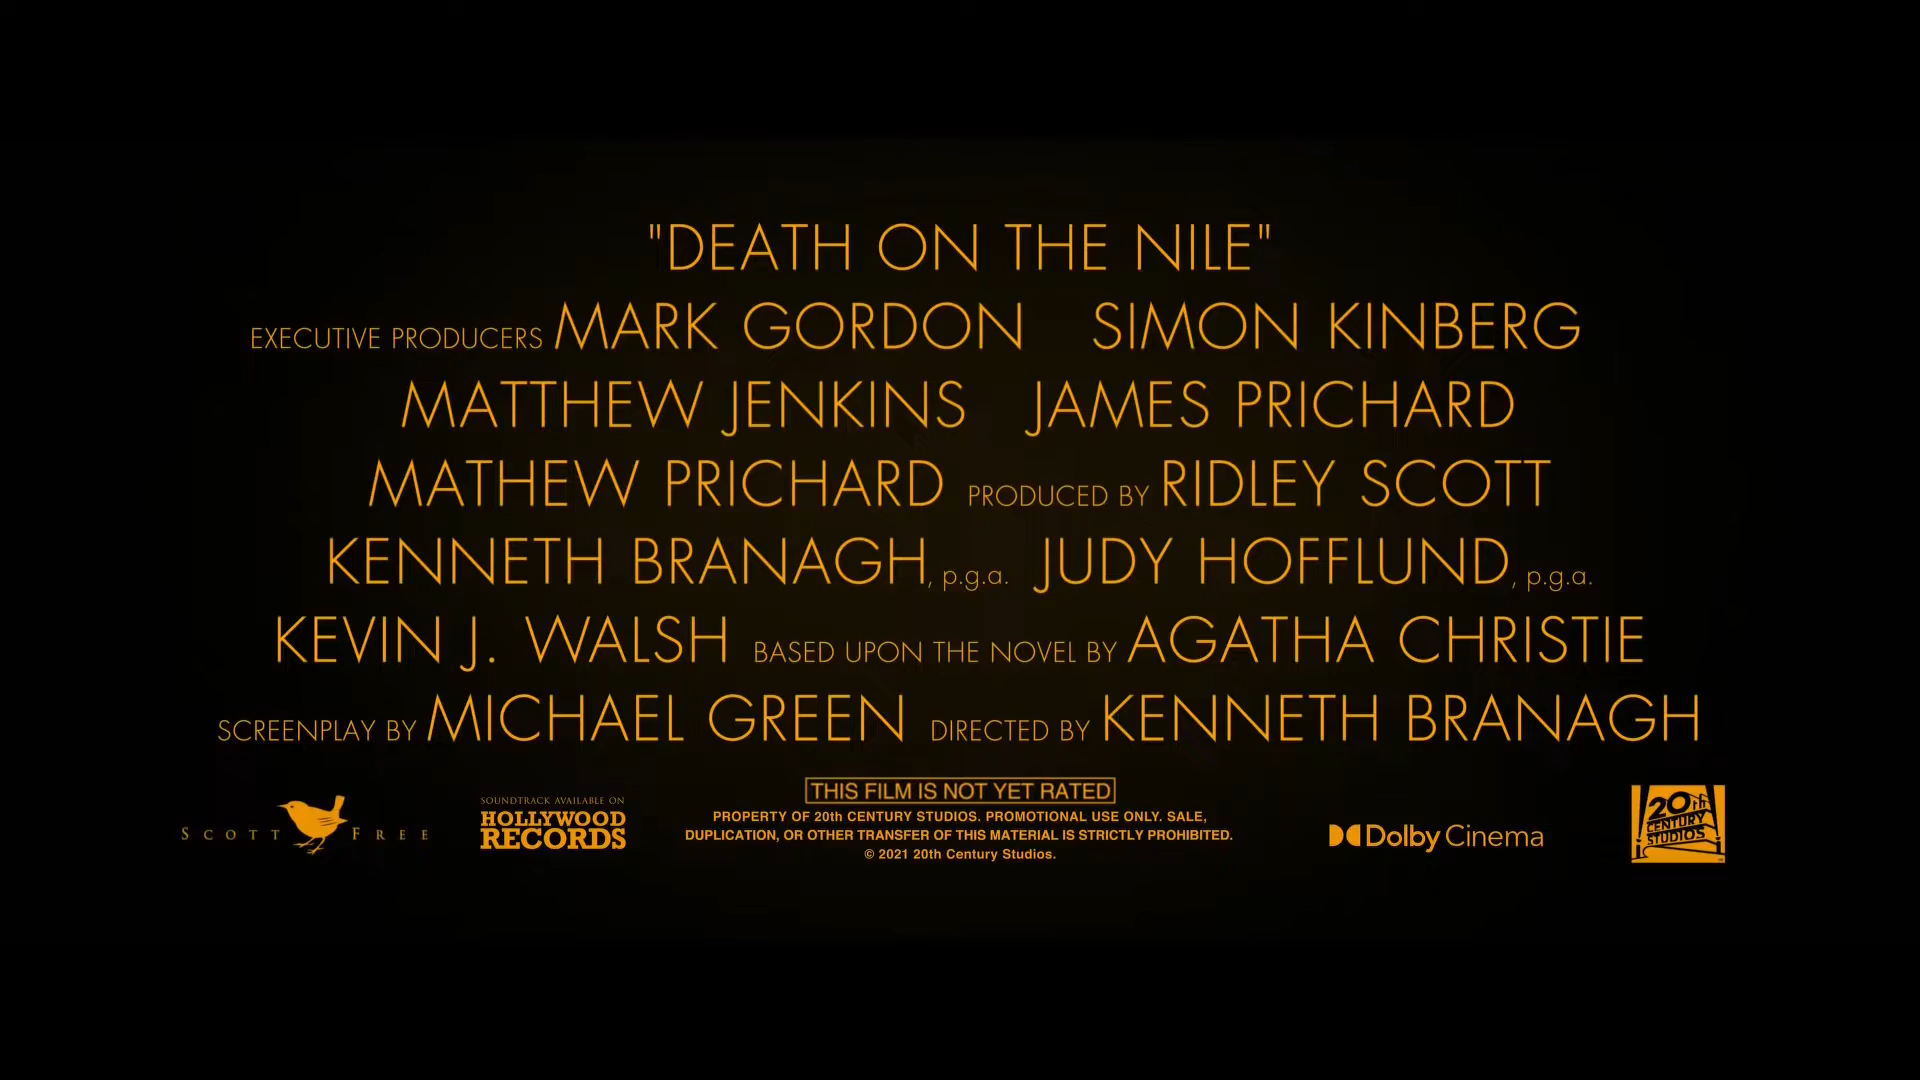 "DEATH ON THE NILE"
EXECUTIVE PRODUCERS MARK GORDON SIMON KINBERG
MATTHEW JENKINS JAMES PRICHARD
MATHEW PRICHARD PRODUCED BY RIDLEY SCOTT
KENNETH BRANAGH, p.g.a. JUDY HOFFLUND, p.g.a.
KEVIN J. WALSH BASED UPON THE NOVEL BY AGATHA CHRISTIE
SCREENPLAY BY MICHAEL GREEN DIRECTED BY KENNETH BRANAGH
SCOTT FREE
SOUNDTRACK AVAILABLE ON
HOLLYWOOD
RECORDS
THIS FILM IS NOT YET RATED
PROPERTY OF 20th CENTURY STUDIOS. PROMOTIONAL USE ONLY. SALE,
DUPLICATION, OR OTHER TRANSFER OF THIS MATERIAL IS STRICTLY PROHIBITED.
© 2021 20th Century Studios.
Dolby Cinema
20TH
CENTURY
STUDIOS